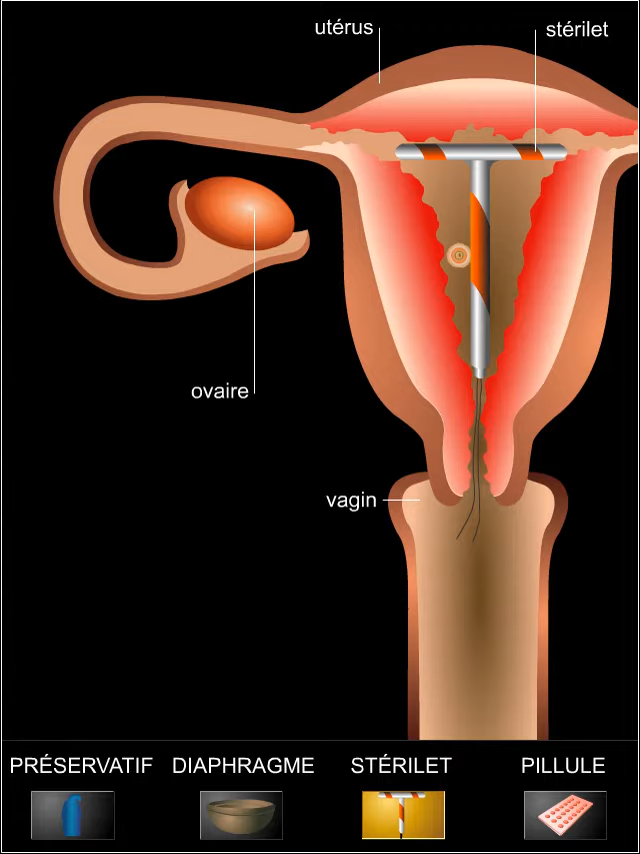 utérus
stérilet
ovaire
vagin
PRÉSERVATIF
DIAPHRAGME
STÉRILET
PILLULE